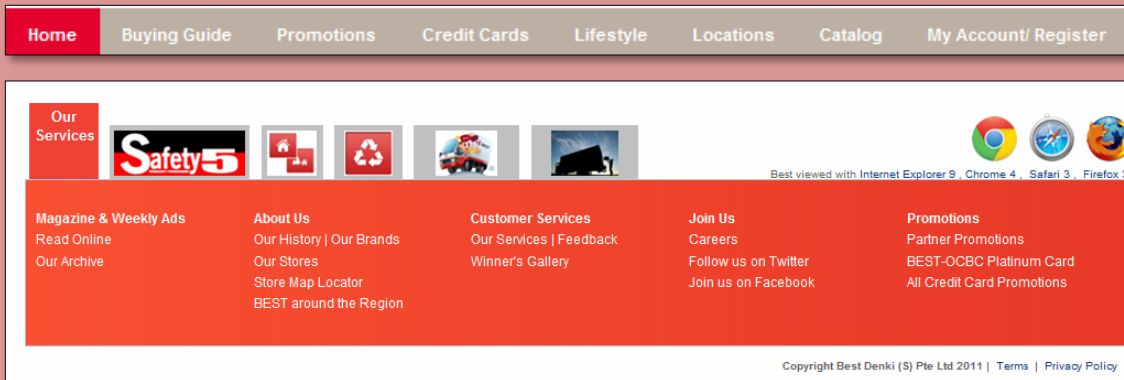 Home Buying Guide Promotions Credit Cards Lifestyle Locations Catalog My Account/ Register
Our
Services
Safety5
Best viewed with Internet Explorer 9 , Chrome 4 , Safari 3 , Firefox
Magazine & Weekly Ads
Read Online
Our Archive
About Us
Our History | Our Brands
Our Stores
Store Map Locator
BEST around the Region
Customer Services
Our Services | Feedback
Winner's Gallery
Join Us
Careers
Follow us on Twitter
Join us on Facebook
Promotions
Partner Promotions
BEST-OCBC Platinum Card
All Credit Card Promotions
Copyright Best Denki (S) Pte Ltd 2011 | Terms | Privacy Policy